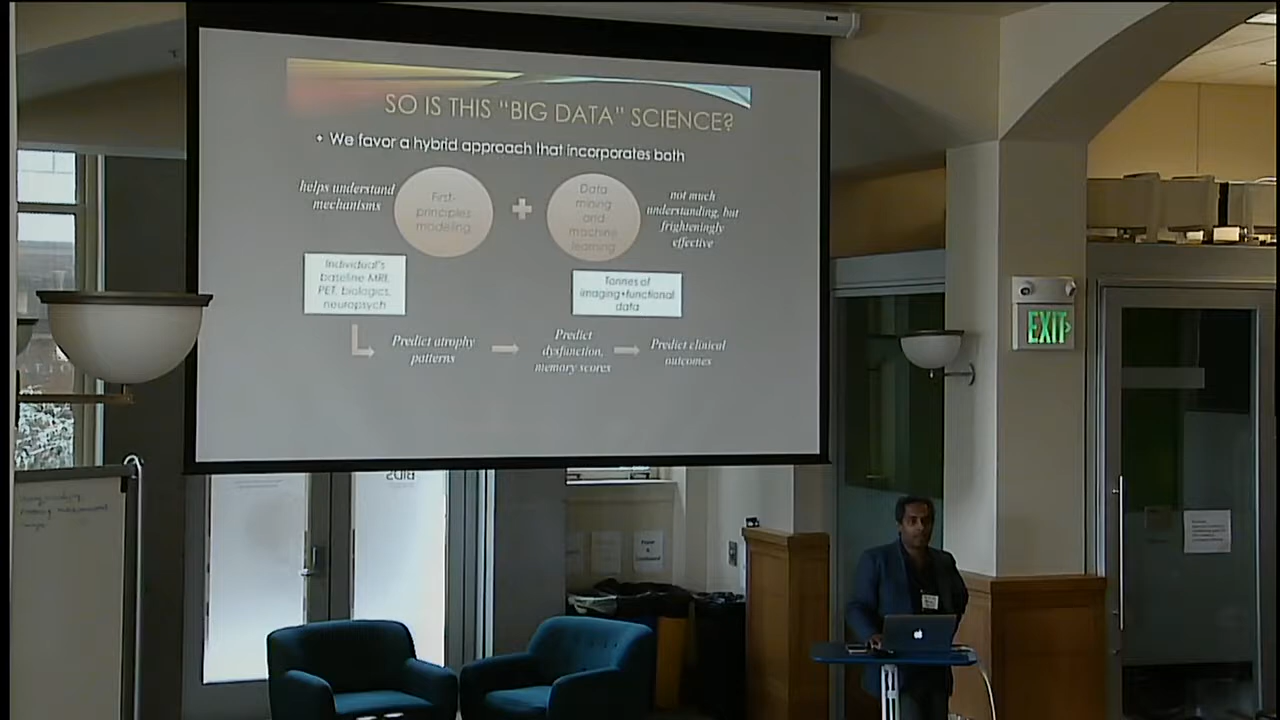 SO IS THIS "BIG DATA" SCIENCE?
We favor a hybrid approach that incorporates both
helps understand
mechanisms
First-
principles
modeling
+
Data
mining
and
machine
learning
not much
understanding, but
frighteningly
effective
Individual's
baseline MRI,
PET, biologics,
neuropsych
Tonnes of
imaging+functional
data
Predict atrophy
patterns
Predict
dysfunction,
memory scores
Predict clinical
outcomes
EXIT
BIDS